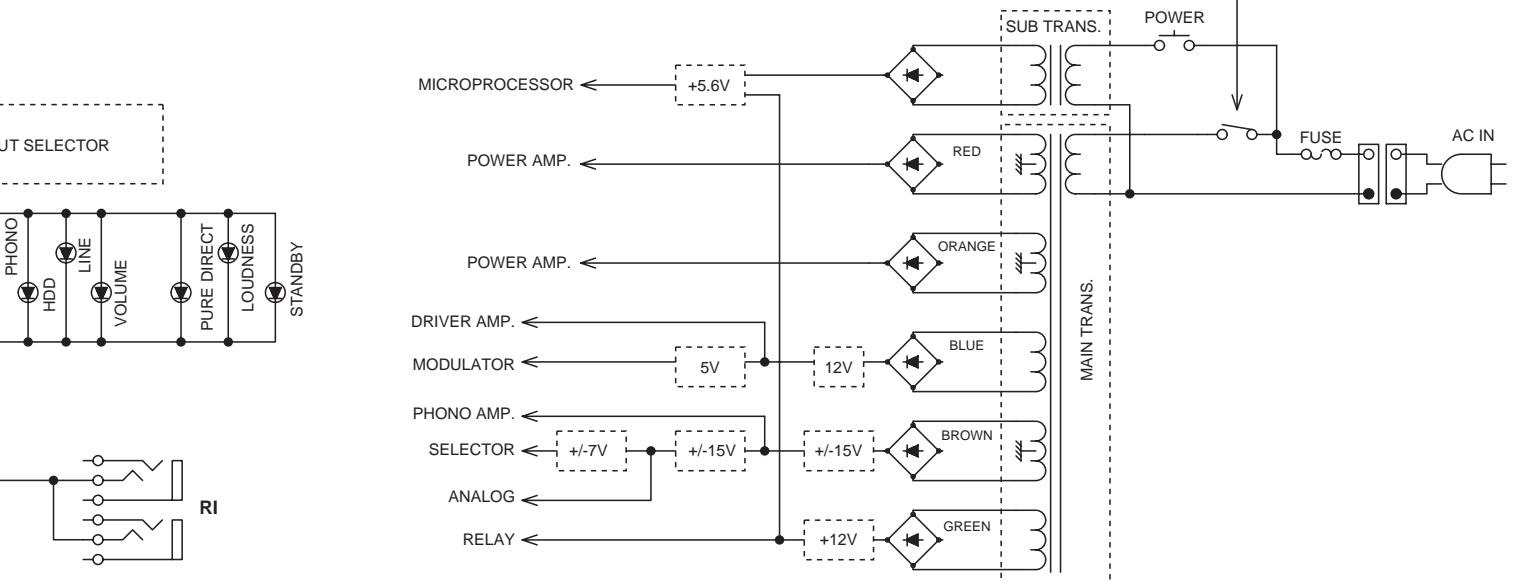 UT SELECTOR
PHONO
HDD
LINE
VOLUME
PURE DIRECT
LOUDNESS
STANDBY
RI
SUB TRANS.
POWER
MICROPROCESSOR
+5.6V
FUSE
AC IN
POWER AMP.
RED
POWER AMP.
ORANGE
MAIN TRANS.
DRIVER AMP.
MODULATOR
5V
12V
BLUE
PHONO AMP.
SELECTOR
+/-7V
+/-15V
+/-15V
BROWN
ANALOG
RELAY
+12V
GREEN